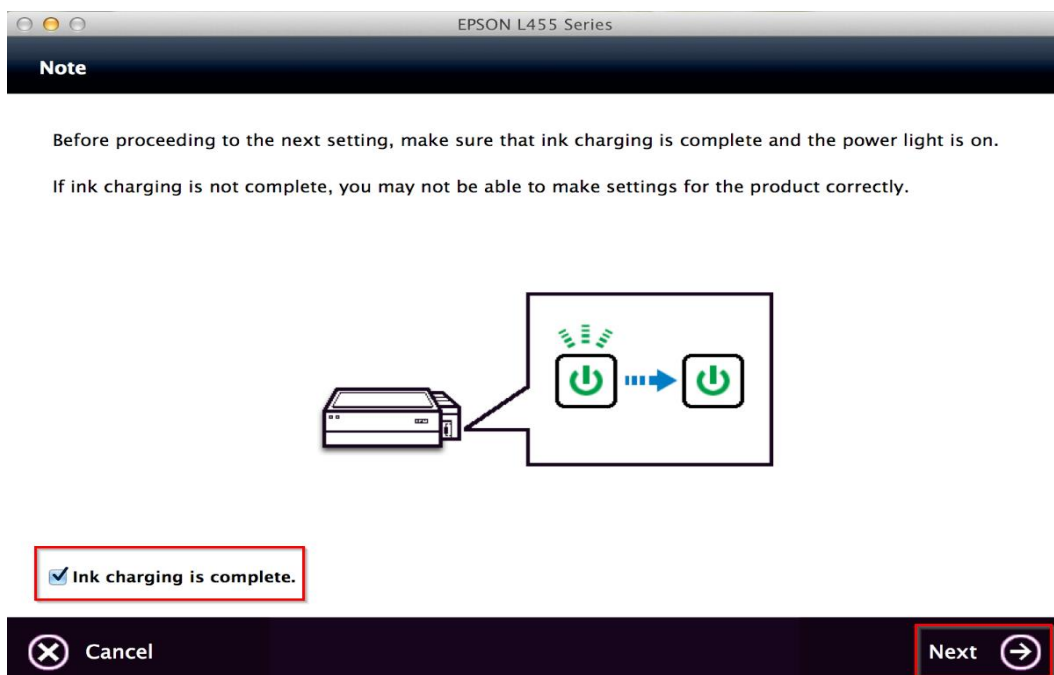 EPSON L455 Series
Note
Before proceeding to the next setting, make sure that ink charging is complete and the power light is on.
If ink charging is not complete, you may not be able to make settings for the product correctly.
Ink charging is complete.
Cancel
Next